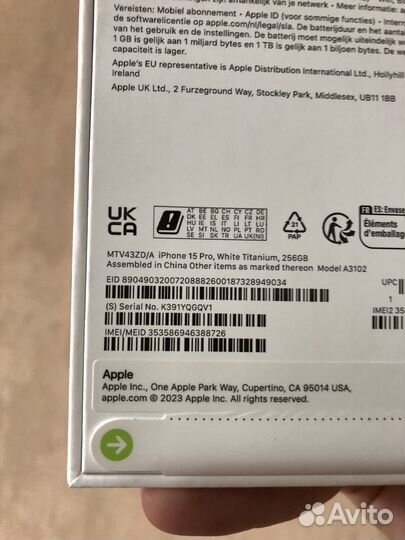 Vereisten: Mobiel abonnement • Apple ID (voor sommige functies) • Internet
de softwarelicentie op apple.com/nl/legal/sla. De batterij moet mogelijk
van het gebruik en de instellingen. De batterij moet mogelijk uiteindelijk
1 GB is gelijk aan 1 miljard bytes en 1 TB is gelijk aan 1 biljoen bytes
capaciteit is lager.
Apple's EU representative is Apple Distribution International Ltd., Hollyhill
Ireland
Apple UK Ltd., 2 Furzeground Way, Stockley Park, Middlesex, UB11 1BB
UK
CA
AT BE BG CH CY CZ DE
DK EE EL ES FI FR HR
HU IE IS IT LI LT
LV MT NL NO PL PT RO
SE SI SK TR UA UK(NI)
21
PAP
FR
Éléments
d'emballage
ES: Envase
MTV43ZD/A iPhone 15 Pro, White Titanium, 256GB
Assembled in China Other items as marked thereon Model A3102
EID 89049032007208882600187328949034
UPC
(S) Serial No. K391YQGQV1
1
IMEI/MEID 353586946388726
IMEI2 35
Apple
Apple Inc., One Apple Park Way, Cupertino, CA 95014 USA,
apple.com © 2023 Apple Inc. All rights reserved.
Avito